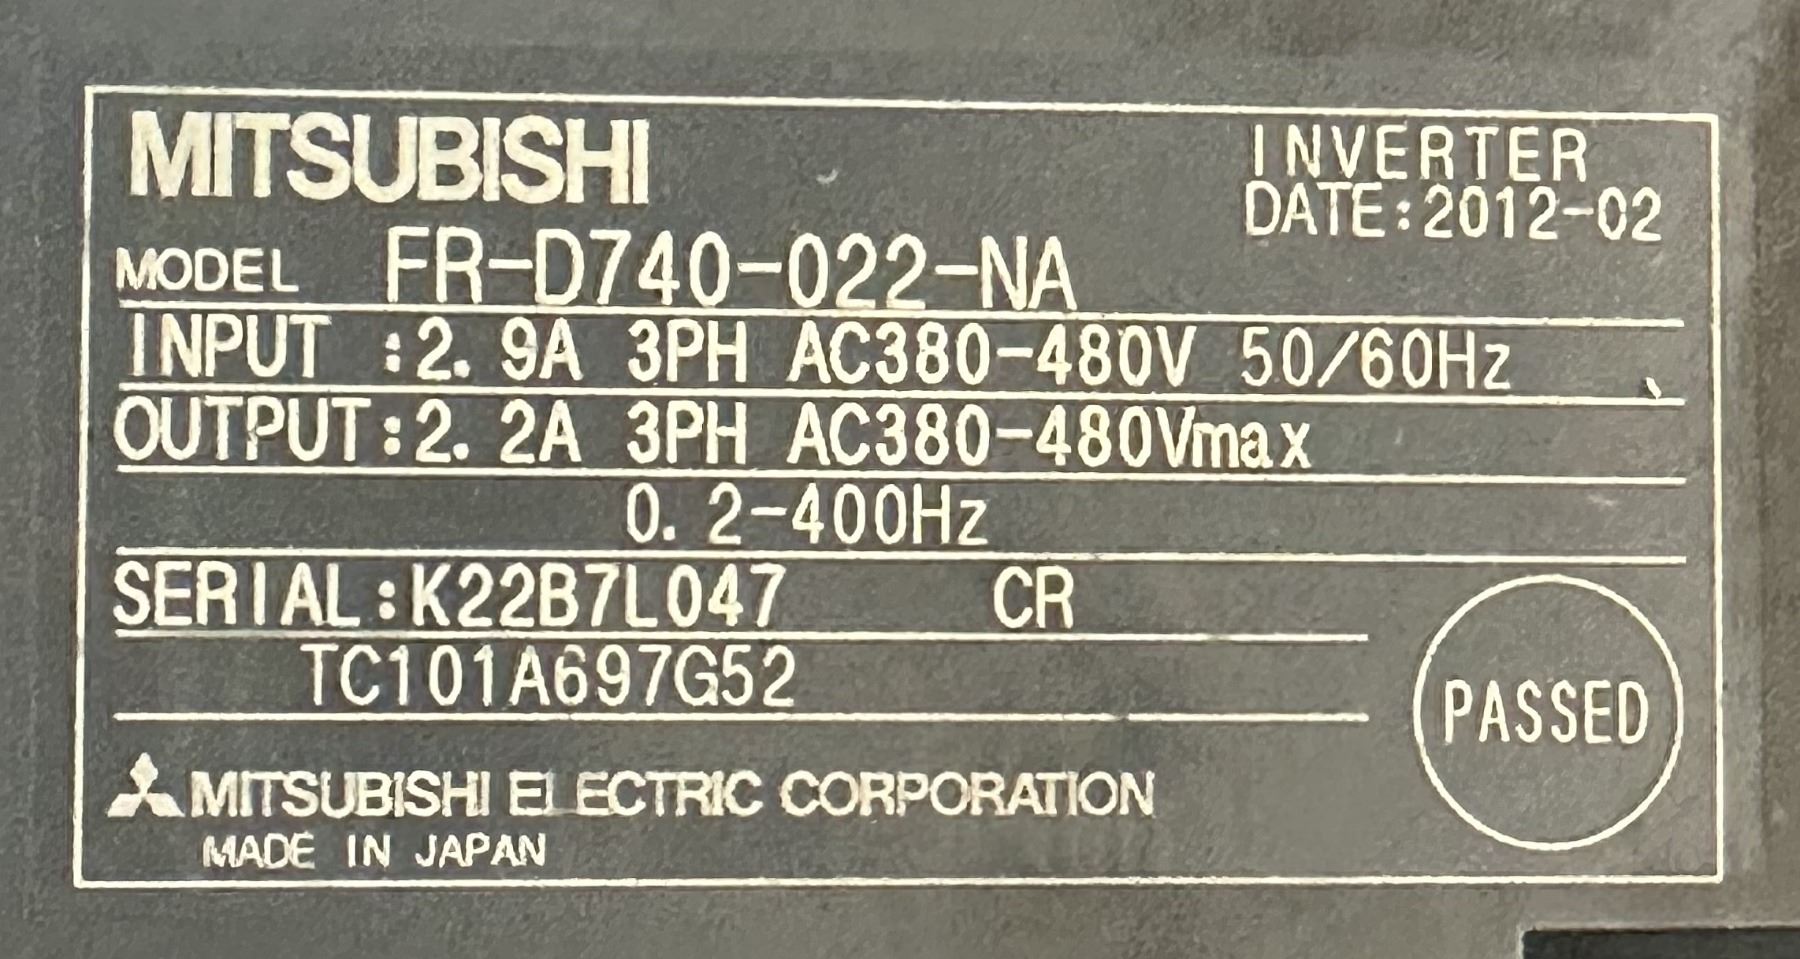 MITSUBISHI
INVERTER
DATE:2012-02
MODEL FR-D740-022-NA
INPUT :2.9A 3PH AC380-480V 50/60Hz
OUTPUT:2.2A 3PH AC380-480Vmax
0.2-400Hz
SERIAL:K22B7L047 CR
TC101A697G52
PASSED
MITSUBISHI ELECTRIC CORPORATION
MADE IN JAPAN